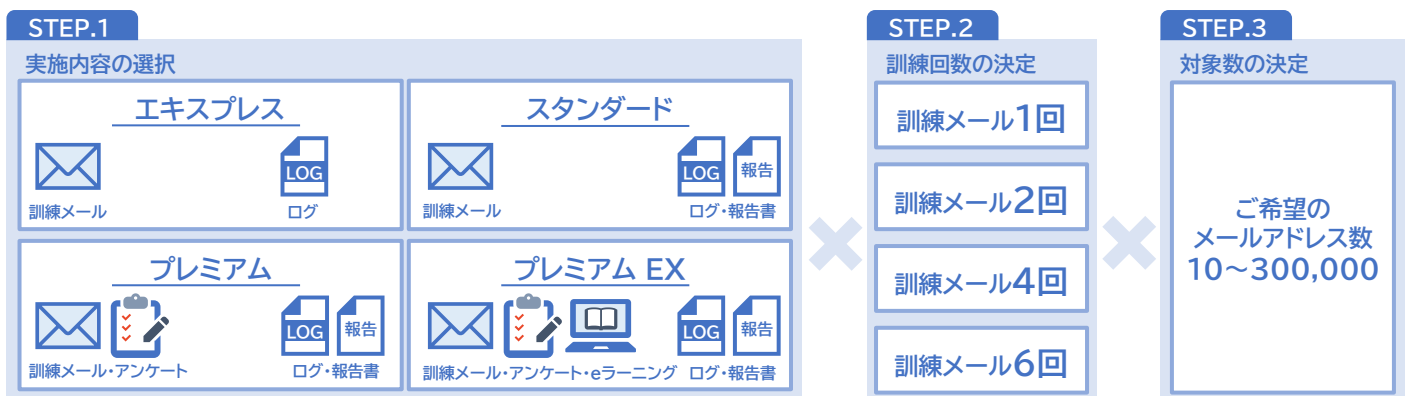 STEP.1
実施内容の選択
エキスプレス
LOG
訓練メール
ログ
スタンダード
LOG
報告
訓練メール
ログ・報告書
プレミアム
LOG
報告
訓練メール・アンケート
ログ・報告書
プレミアム EX
LOG
報告
訓練メール・アンケート・eラーニング
ログ・報告書
STEP.2
訓練回数の決定
訓練メール1回
訓練メール2回
訓練メール4回
訓練メール6回
STEP.3
対象数の決定
ご希望の
メールアドレス数
10～300,000